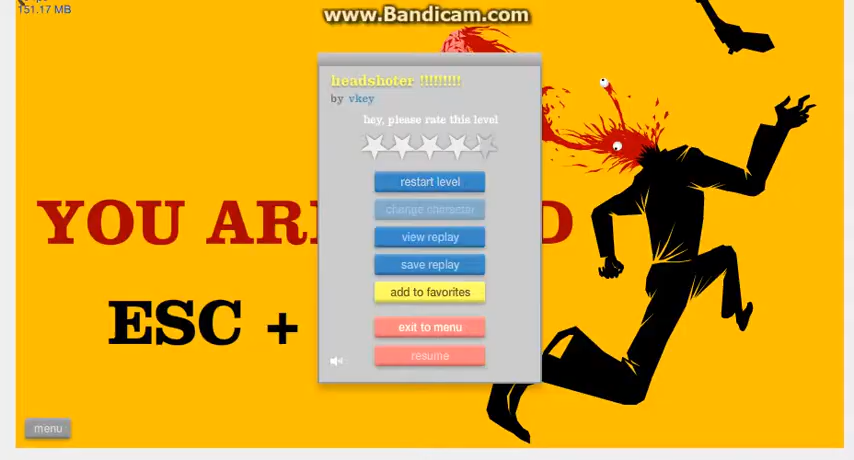 151.17 MB
www.Bandicam.com
headshoter !!!!!!!!!
by vkey
hey, please rate this level
restart level
change character
view replay
save replay
add to favorites
exit to menu
resume
YOU AR D
ESC +
menu